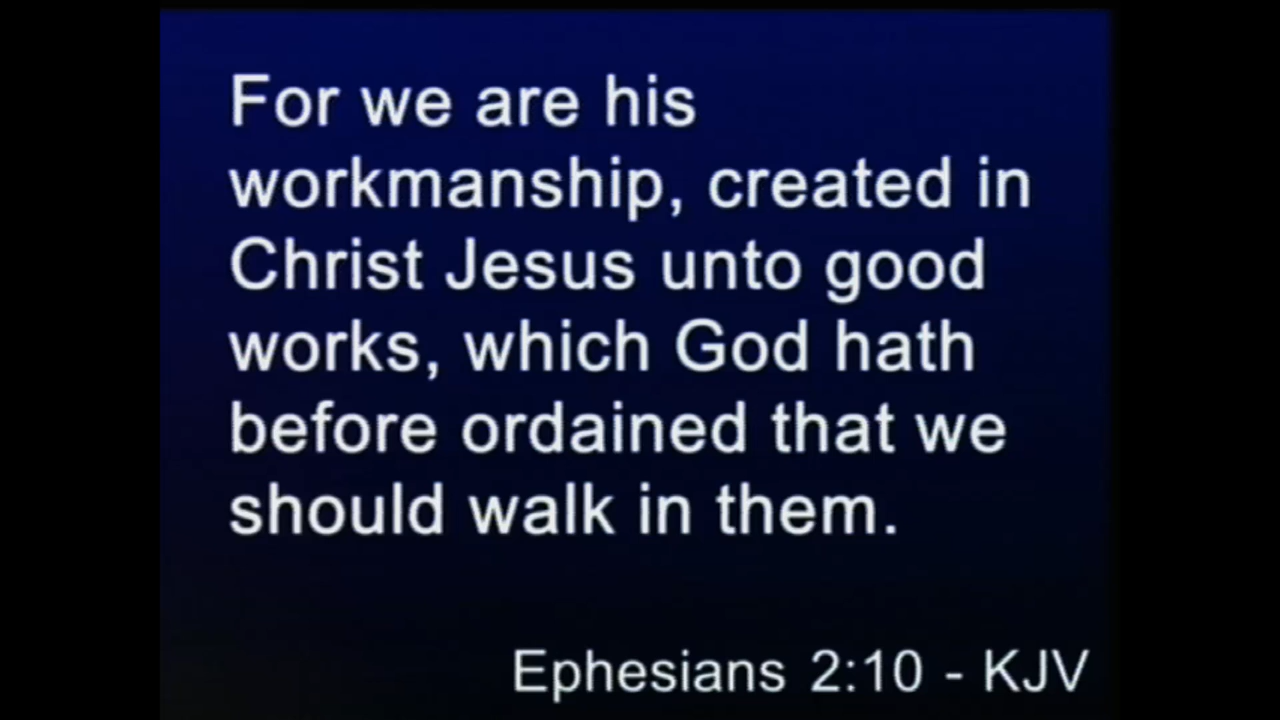 For we are his
workmanship, created in
Christ Jesus unto good
works, which God hath
before ordained that we
should walk in them.
Ephesians 2:10 - KJV